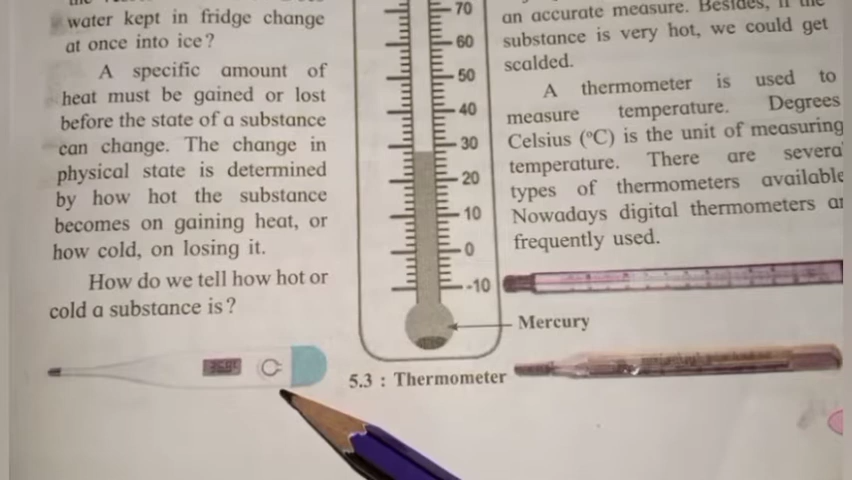 water kept in fridge change
at once into ice?
A specific amount of
heat must be gained or lost
before the state of a substance
can change. The change in
physical state is determined
by how hot the substance
becomes on gaining heat, or
how cold, on losing it.
How do we tell how hot or
cold a substance is?
70
60
50
40
30
20
10
0
-10
Mercury
5.3 : Thermometer
an accurate measure. Besides, if the
substance is very hot, we could get
scalded.
A thermometer is used to
measure temperature. Degrees
Celsius (°C) is the unit of measuring
temperature. There are severa
types of thermometers available
Nowadays digital thermometers ar
frequently used.